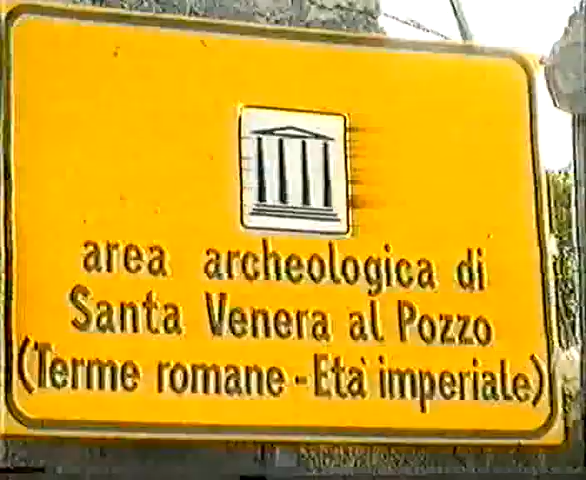 area archeologica di
Santa Venera al Pozzo
(Terme romane - Età imperiale)